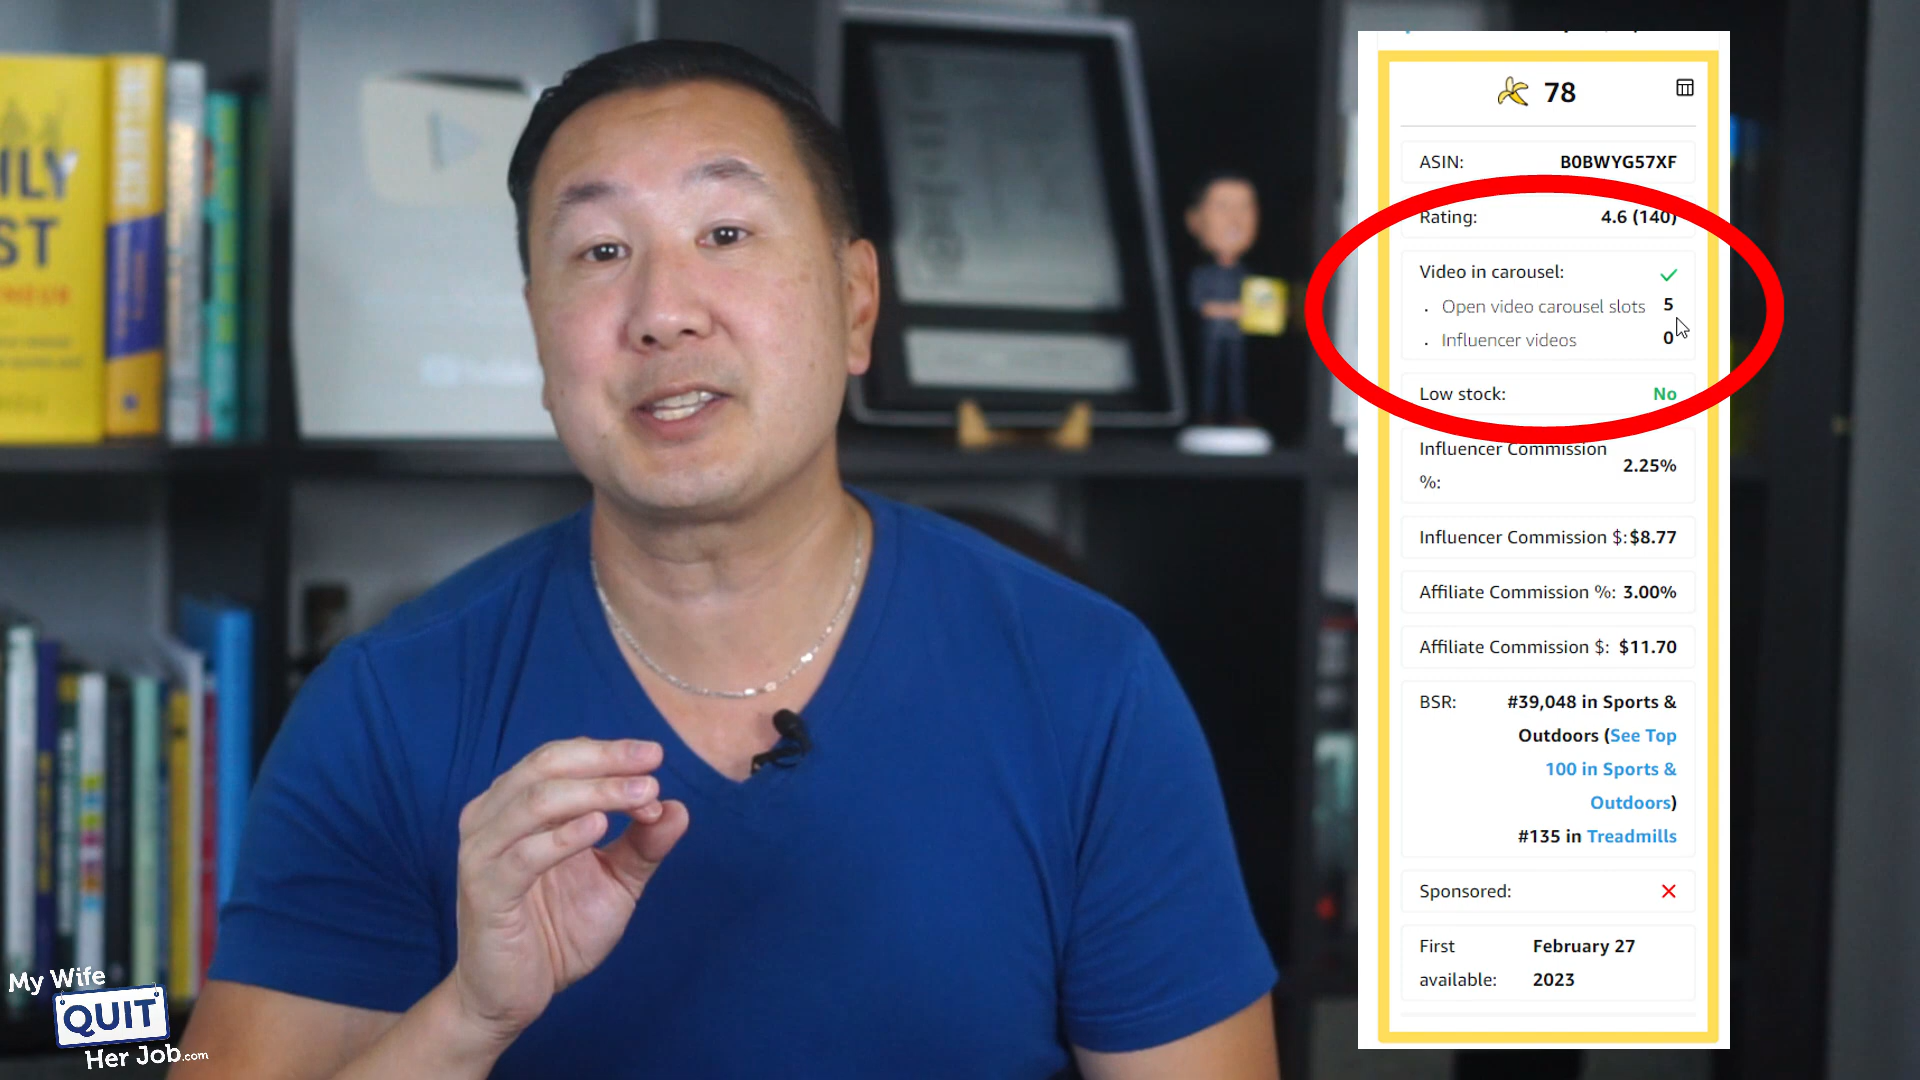 ILY
ST
ENEUR
78
ASIN: B0BWYG57XF
Rating: 4.6 (140)
Video in carousel:
· Open video carousel slots 5
· Influencer videos 0
Low stock: No
Influencer Commission
%: 2.25%
Influencer Commission $: $8.77
Affiliate Commission %: 3.00%
Affiliate Commission $: $11.70
BSR: #39,048 in Sports &
Outdoors (See Top
100 in Sports &
Outdoors)
#135 in Treadmills
Sponsored:
First
available:
February 27
2023
My Wife
QUIT
Her Job.com